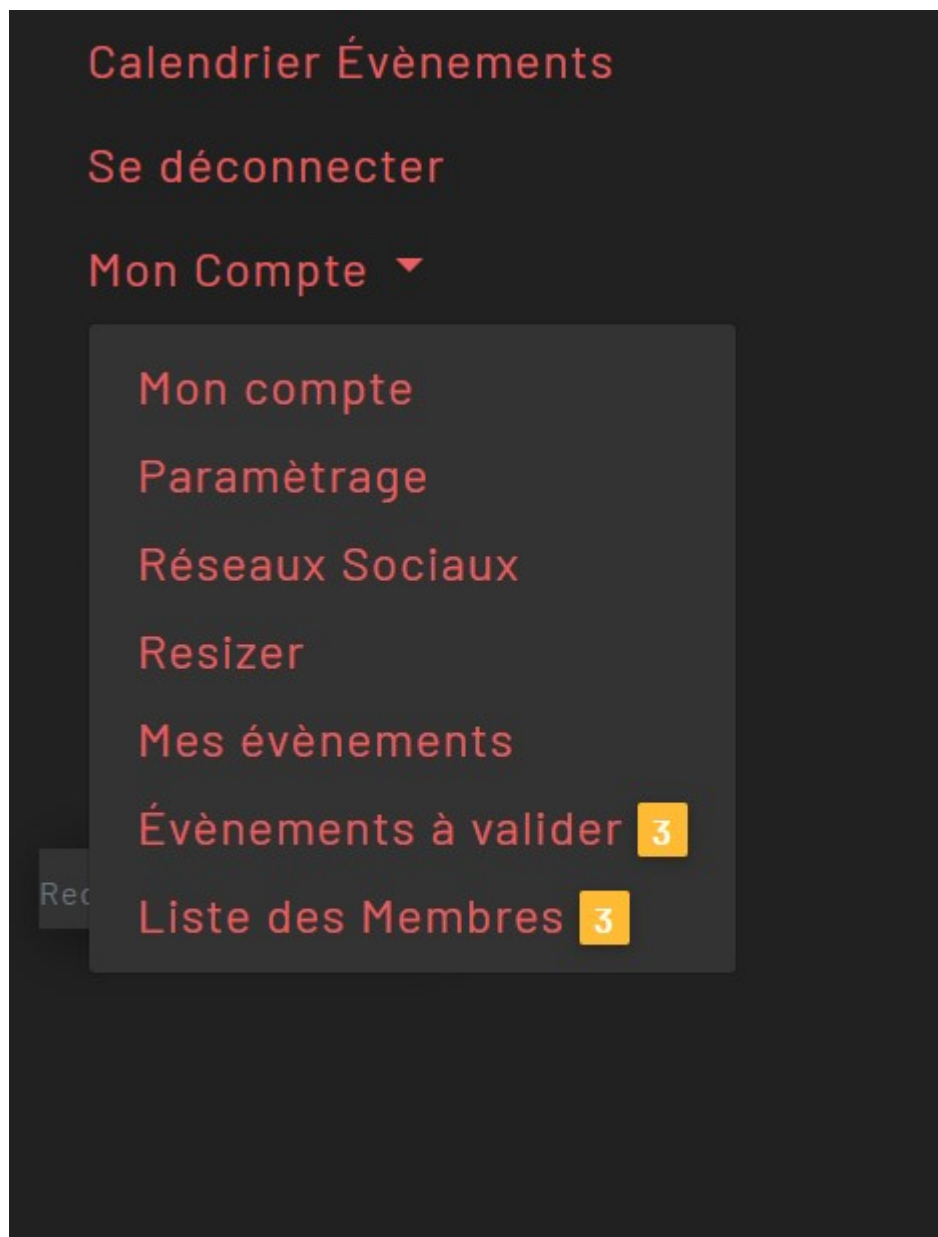 Calendrier Évènements
Se déconnecter
Mon Compte
Mon compte
Paramètrage
Réseaux Sociaux
Resizer
Mes évènements
Évènements à valider 3
Liste des Membres 3